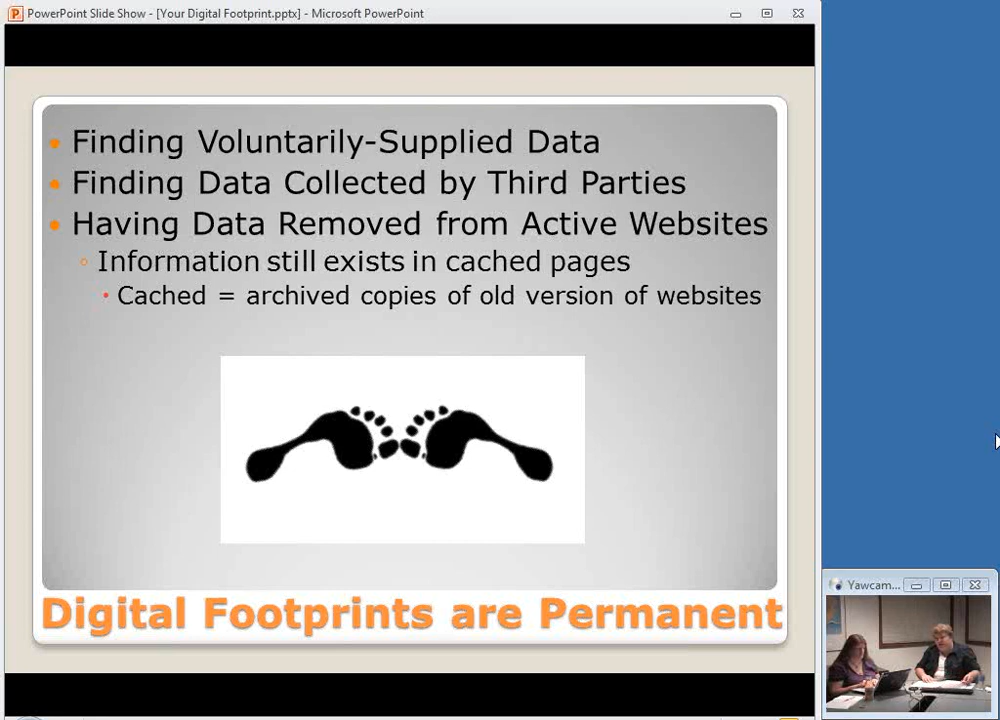 PowerPoint Slide Show - [Your Digital Footprint.pptx] - Microsoft PowerPoint
Finding Voluntarily-Supplied Data
Finding Data Collected by Third Parties
Having Data Removed from Active Websites
Information still exists in cached pages
Cached = archived copies of old version of websites
Digital Footprints are Permanent
Yawcam...